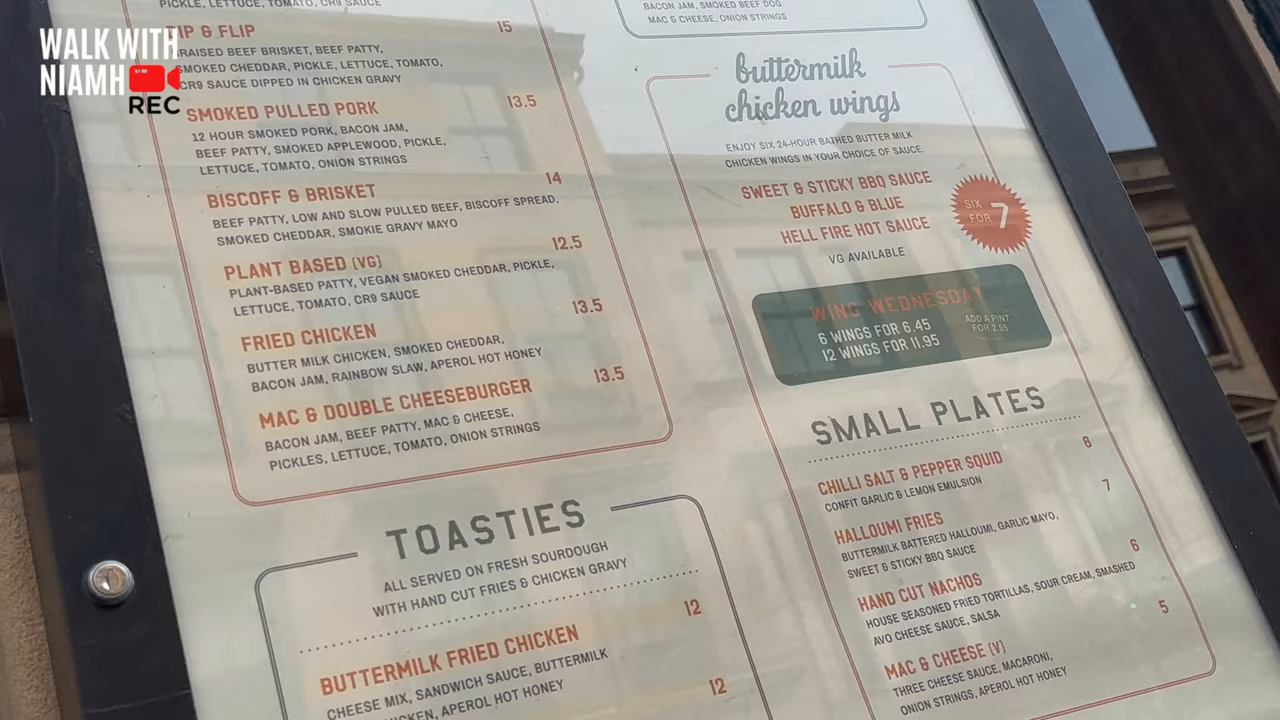 WALK WITH
NIAMH
REC
PICKLE, LETTUCE, TOMATO, CR9 SAUCE
& FLIP 15
BEEF BRISKET, BEEF PATTY,
SMOKED CHEDDAR, PICKLE, LETTUCE, TOMATO,
CR9 SAUCE DIPPED IN CHICKEN GRAVY
SMOKED PULLED PORK 13.5
12 HOUR SMOKED PORK, BACON JAM,
BEEF PATTY, SMOKED APPLEWOOD, PICKLE,
LETTUCE, TOMATO, ONION STRINGS
BISCOFF & BRISKET 14
BEEF PATTY, LOW AND SLOW PULLED BEEF, BISCOFF SPREAD,
SMOKED CHEDDAR, SMOKIE GRAVY MAYO
PLANT BASED (VG) 12.5
PLANT-BASED PATTY, VEGAN SMOKED CHEDDAR, PICKLE,
LETTUCE, TOMATO, CR9 SAUCE
FRIED CHICKEN 13.5
BUTTER MILK CHICKEN, SMOKED CHEDDAR,
BACON JAM, RAINBOW SLAW, APEROL HOT HONEY
MAC & DOUBLE CHEESEBURGER 13.5
BACON JAM, BEEF PATTY, MAC & CHEESE,
PICKLES, LETTUCE, TOMATO, ONION STRINGS
TOASTIES
ALL SERVED ON FRESH SOURDOUGH
WITH HAND CUT FRIES & CHICKEN GRAVY
BUTTERMILK FRIED CHICKEN 12
CHEESE MIX, SANDWICH SAUCE, BUTTERMILK
CHICKEN, APEROL HOT HONEY
12
BACON JAM, SMOKED BEEF DOG
MAC & CHEESE, ONION STRINGS
buttermilk
chicken wings
ENJOY SIX 24-HOUR BATHED BUTTER MILK
CHICKEN WINGS IN YOUR CHOICE OF SAUCE.
SWEET & STICKY BBQ SAUCE
BUFFALO & BLUE
HELL FIRE HOT SAUCE
VG AVAILABLE
SIX
FOR 7
WING WEDNESDAY
6 WINGS FOR 6.45
12 WINGS FOR 11.95
ADD A PINT
FOR 2.95
SMALL PLATES
CHILLI SALT & PEPPER SQUID 8
CONFIT GARLIC & LEMON EMULSION
HALLOUMI FRIES 7
BUTTERMILK BATTERED HALLOUMI, GARLIC MAYO,
SWEET & STICKY BBQ SAUCE
HAND CUT NACHOS 6
HOUSE SEASONED FRIED TORTILLAS, SOUR CREAM, SMASHED
AVO CHEESE SAUCE, SALSA
MAC & CHEESE (V) 5
THREE CHEESE SAUCE, MACARONI,
ONION STRINGS, APEROL HOT HONEY